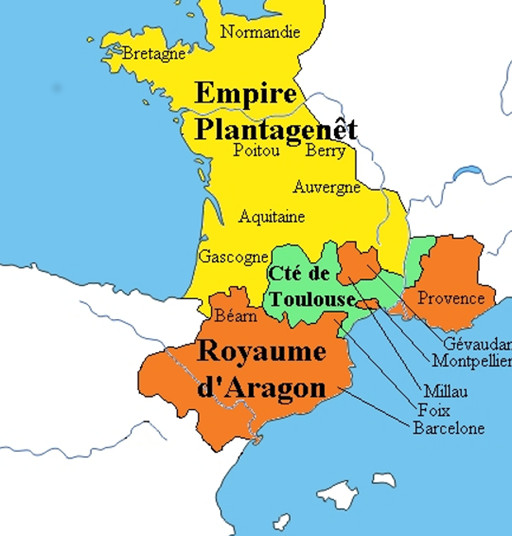 Normandie
Bretagne
Empire
Plantagenêt
Poitou
Berry
Auvergne
Aquitaine
Gascogne
Cté de
Toulouse
Provence
Béarn
Gévaudan
Royaume
d'Aragon
Montpellier
Millau
Foix
Barcelone